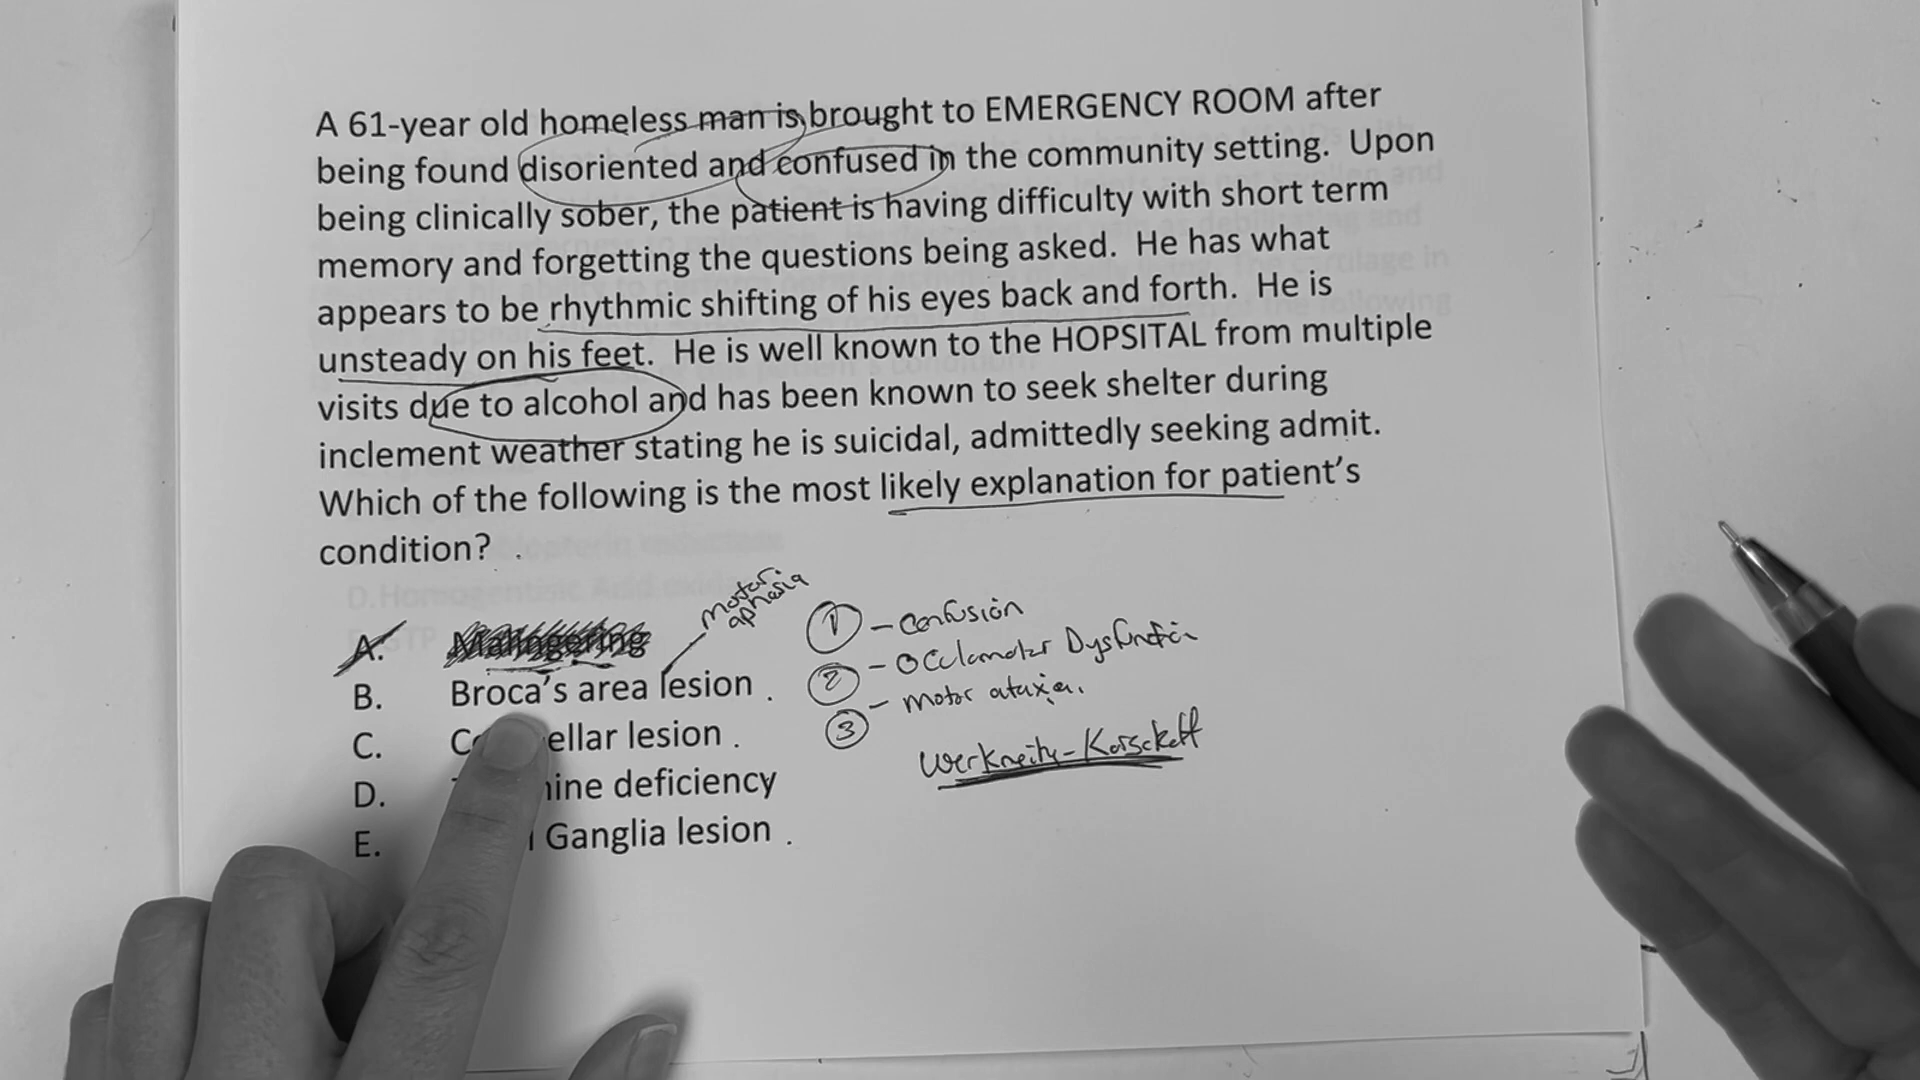 A 61-year old homeless man is brought to EMERGENCY ROOM after
being found disoriented and confused in the community setting. Upon
being clinically sober, the patient is having difficulty with short term
memory and forgetting the questions being asked. He has what
appears to be rhythmic shifting of his eyes back and forth. He is
unsteady on his feet. He is well known to the HOPSITAL from multiple
visits due to alcohol and has been known to seek shelter during
inclement weather stating he is suicidal, admittedly seeking admit.
Which of the following is the most likely explanation for patient's
condition? .
motor
aphasia
A. Malingering
B. Broca's area lesion .
C. ellar lesion .
D. deficiency
E. Ganglia lesion .
1 - Confusion
2 - Oculomotor Dysfunction
3 - motor ataxia.
Werkneity-Korsckoff